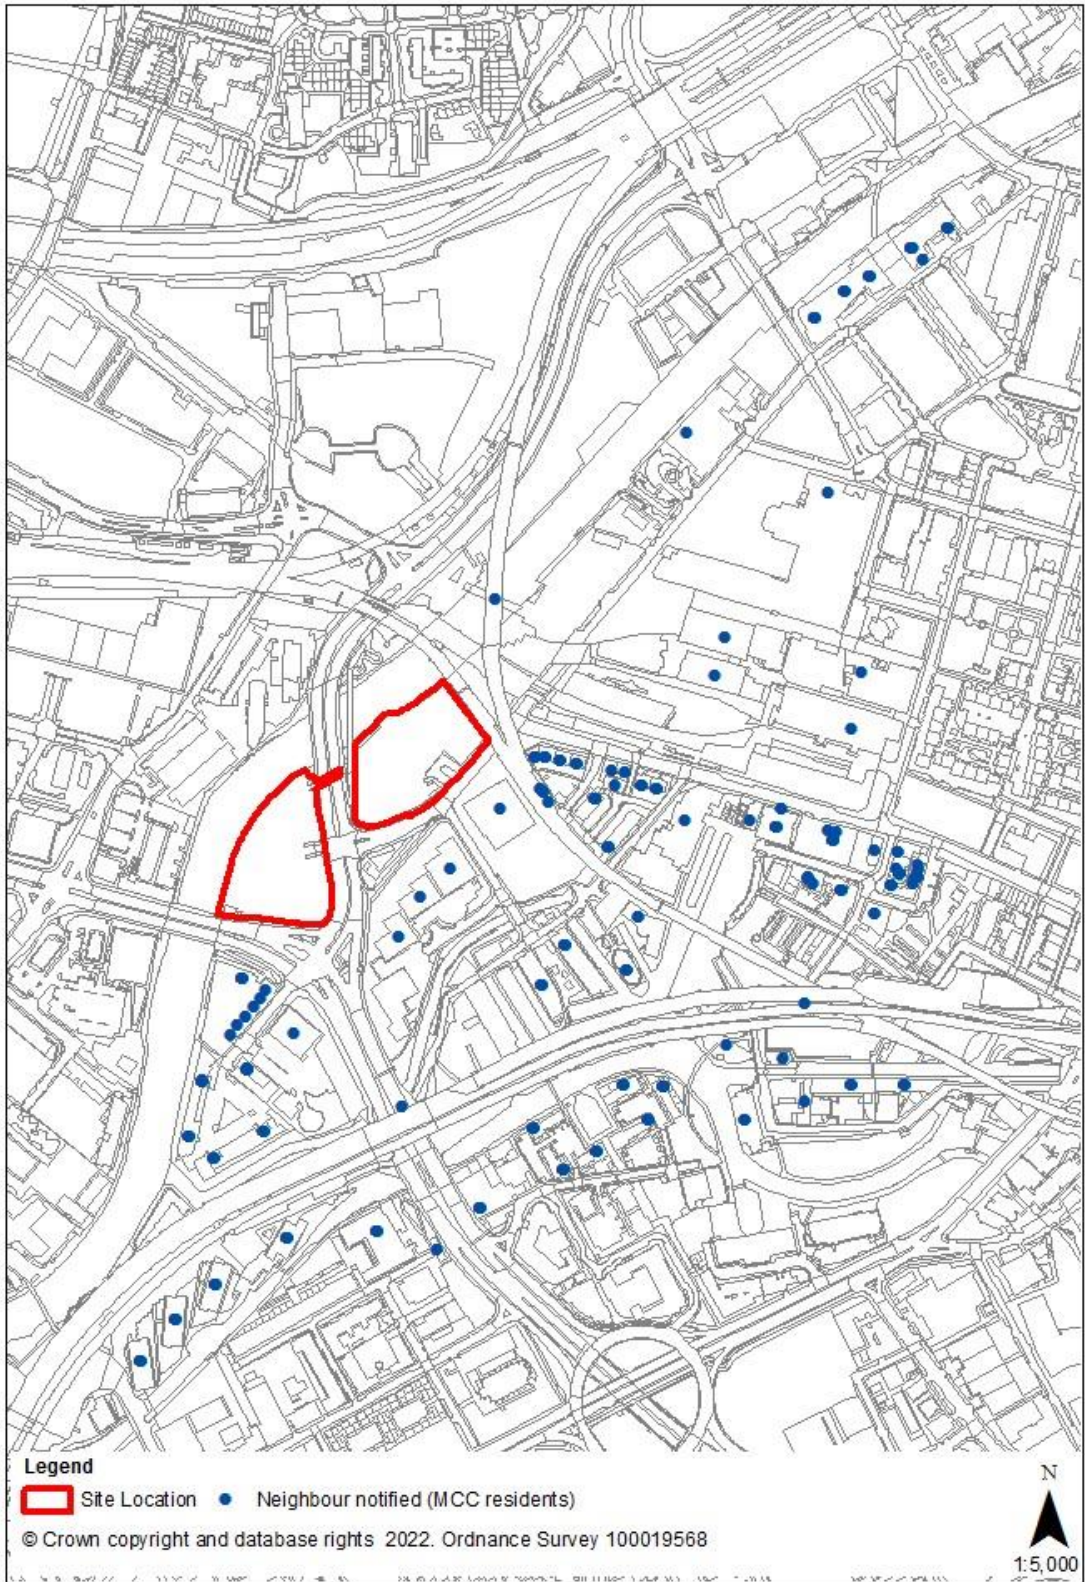 Legend
Site Location Neighbour notified (MCC residents)
© Crown copyright and database rights 2022. Ordnance Survey 100019568
N
1:5,000